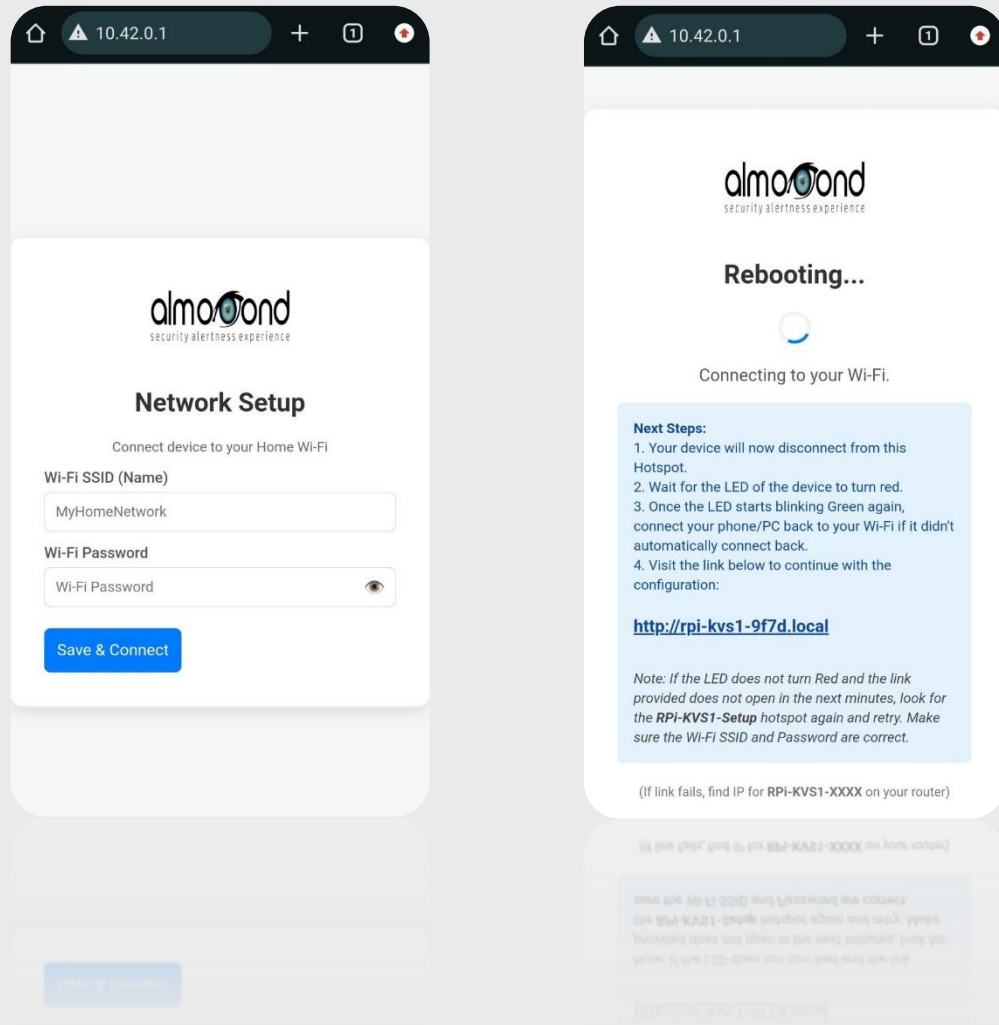 10.42.0.1
1
almond
security alertness experience
Network Setup
Connect device to your Home Wi-Fi
Wi-Fi SSID (Name)
MyHomeNetwork
Wi-Fi Password
Wi-Fi Password
Save & Connect
10.42.0.1
1
almond
security alertness experience
Rebooting...
Connecting to your Wi-Fi.
Next Steps:
1. Your device will now disconnect from this
Hotspot.
2. Wait for the LED of the device to turn red.
3. Once the LED starts blinking Green again,
connect your phone/PC back to your Wi-Fi if it didn't
automatically connect back.
4. Visit the link below to continue with the
configuration:
http://rpi-kvs1-9f7d.local
Note: If the LED does not turn Red and the link
provided does not open in the next minutes, look for
the RPi-KVS1-Setup hotspot again and retry. Make
sure the Wi-Fi SSID and Password are correct.
(If link fails, find IP for RPi-KVS1-XXXX on your router)